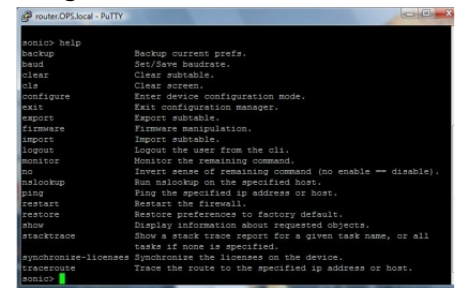 router.OPS.local - PuTTY
sonic> help
backup Backup current prefs.
baud Set/Save baudrate.
clear Clear subtable.
cls Clear screen.
configure Enter device configuration mode.
exit Exit configuration manager.
export Export subtable.
firmware Firmware manipulation.
import Import subtable.
logout Logout the user from the cli.
monitor Monitor the remaining command.
no Invert sense of remaining command (no enable == disable).
nslookup Run nslookup on the specified host.
ping Ping the specified ip address or host.
restart Restart the firewall.
restore Restore preferences to factory default.
show Display information about requested objects.
stacktrace Show a stack trace report for a given task name, or all
tasks if none is specified.
synchronize-licenses Synchronize the licenses on the device.
traceroute Trace the route to the specified ip address or host.
sonic>